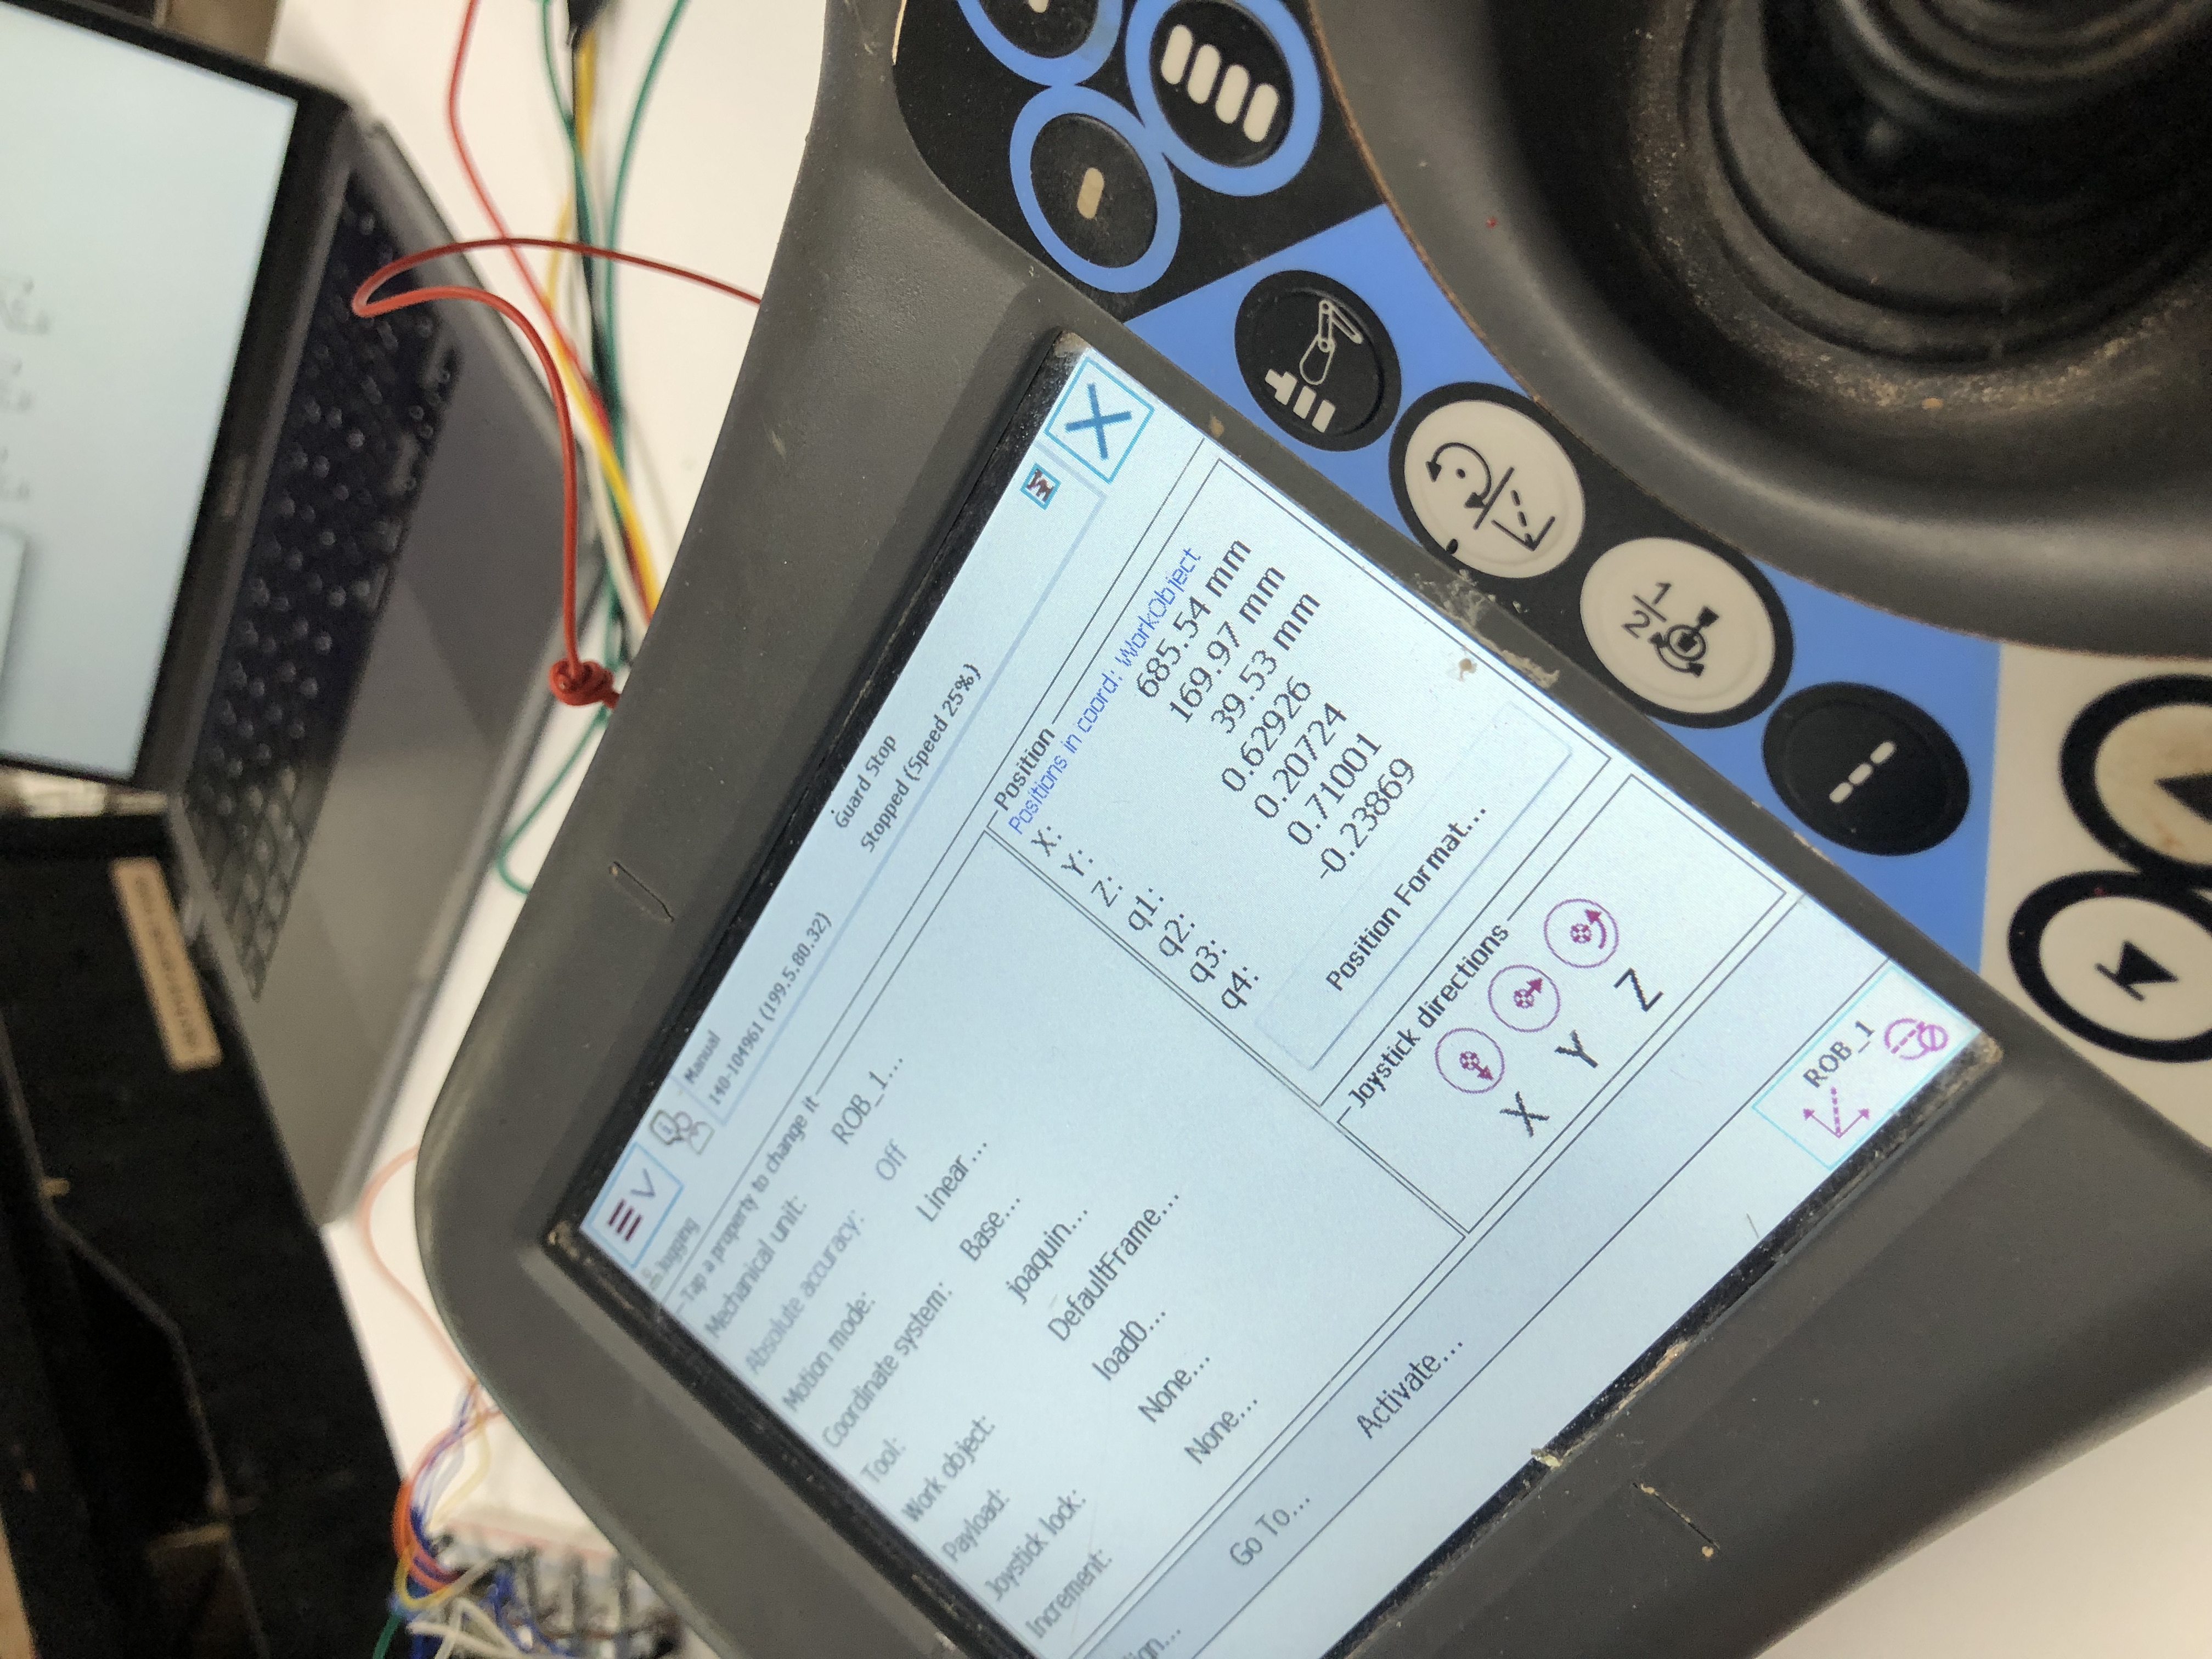 Manual
140-104961 (199.5.80.32)
Guard Stop
Stopped (Speed 25%)
Jogging
Tap a property to change it
Mechanical unit: ROB_1...
Absolute accuracy: Off
Motion mode: Linear...
Coordinate system: Base...
Tool: joaquin...
Work object: DefaultFrame...
Payload: load0...
Joystick lock: None...
Increment: None...
Position
Positions in coord: WorkObject
X: 685.54 mm
Y: 169.97 mm
Z: 39.53 mm
q1: 0.62926
q2: 0.20724
q3: 0.71001
q4: -0.23869
Position Format...
Joystick directions
X Y Z
Go To...
Activate...
ROB_1
1
2